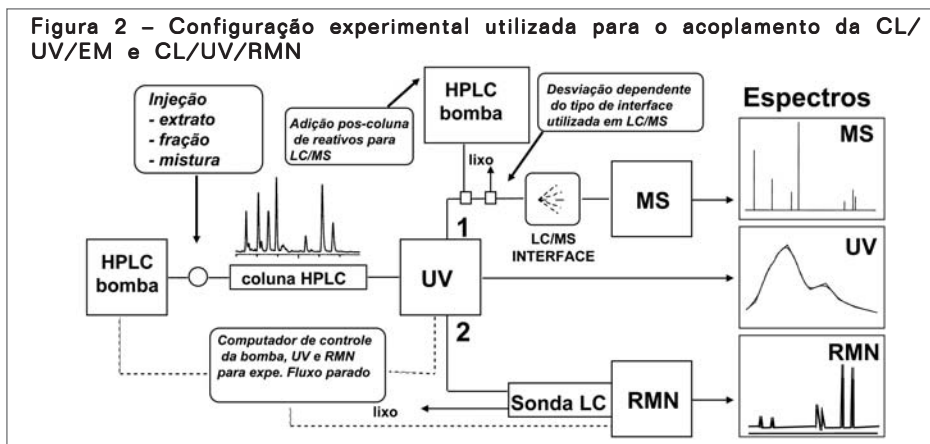 Figura 2 – Configuração experimental utilizada para o acoplamento da CL/
UV/EM e CL/UV/RMN
Injeção
- extrato
- fração
- mistura
Adição pos-coluna
de reativos para
LC/MS
HPLC
bomba
Desviação dependente
do tipo de interface
utilizada em LC/MS
lixo
Espectros
MS
1
LC/MS
INTERFACE
MS
HPLC
bomba
coluna HPLC
UV
UV
2
Computador de controle
da bomba, UV e RMN
para expe. Fluxo parado
lixo
Sonda LC
RMN
RMN